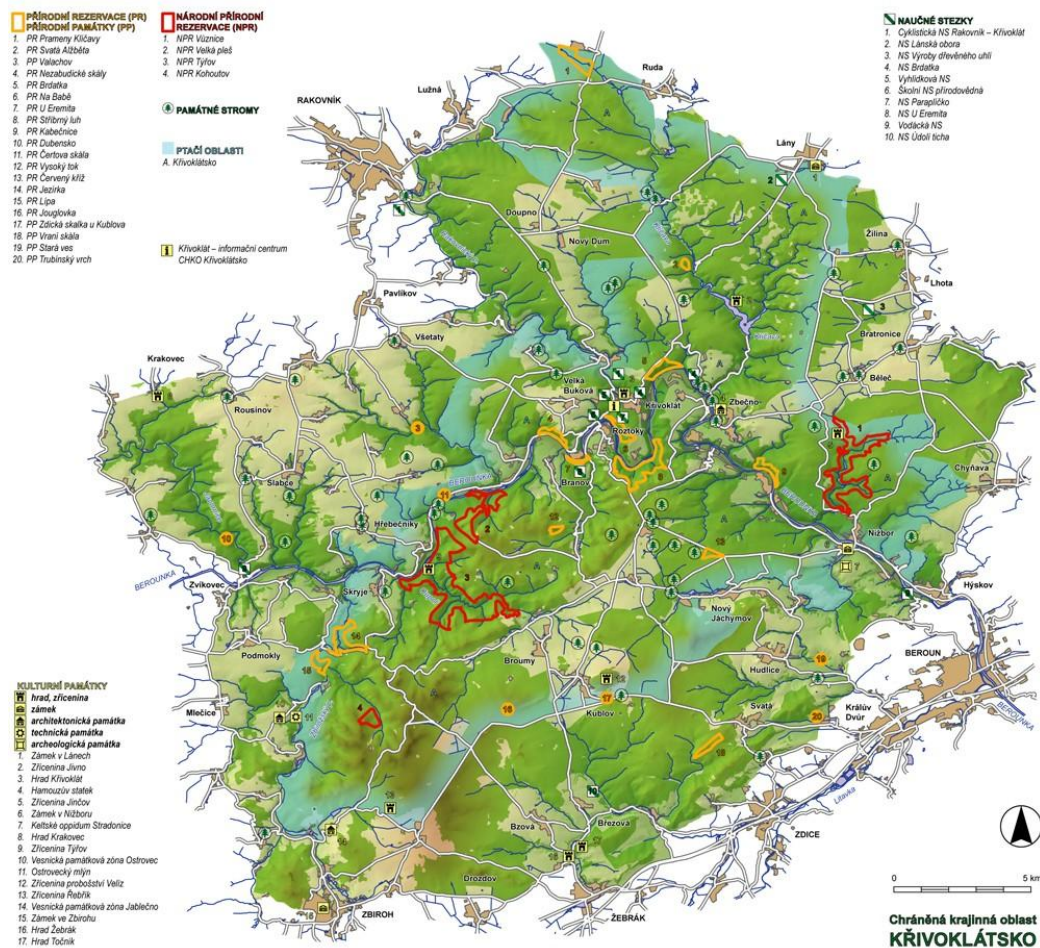 PŘÍRODNÍ REZERVACE (PR)
PŘÍRODNÍ PAMÁTKY (PP)
1. PR Prameny Klíčavy
2. PR Svatá Alžběta
3. PP Valachov
4. PR Nezabudické skály
5. PR Brdatka
6. PR Na Babě
7. PR U Eremita
8. PR Stříbrný luh
9. PR Kabečnice
10. PR Dubensko
11. PR Čertova skála
12. PR Vysoký tok
13. PR Červený kříž
14. PR Jezírka
15. PR Lípa
16. PR Jouglovka
17. PP Zdická skalka u Kublova
18. PP Vraní skála
19. PP Stará ves
20. PP Trubínský vrch
NÁRODNÍ PŘÍRODNÍ
REZERVACE (NPR)
1. NPR Vůznice
2. NPR Velká pleš
3. NPR Týřov
4. NPR Kohoutov
PAMÁTNÉ STROMY
PTAČÍ OBLASTI
A. Křivoklátsko
Křivoklát – informační centrum
CHKO Křivoklátsko
NAUČNÉ STEZKY
1. Cyklistická NS Rakovník – Křivoklát
2. NS Lánská obora
3. NS Výroby dřevěného uhlí
4. NS Brdatka
5. Vyhlídková NS
6. Školní NS přírodovědná
7. NS Paraplíčko
8. NS U Eremita
9. Vodácká NS
10. NS Údolí ticha
RAKOVNÍK
Lužná
Ruda
Lány
Doupno
Nový Dum
Žilina
Lhota
Pavlíkov
Bratronice
Všetaty
Krakovec
Velká
Buková
Běleč
Rousínov
Křivoklát
Zbečno
Roztoky
Slabce
BEROUNKA
Branov
Chyňava
Hřebečníky
BEROUNKA
Nižbor
Zvíkovec
BEROUNKA
Skryje
Hýskov
Nový
Jáchymov
Podmokly
Broumy
Hudlice
BEROUN
Mlečice
Kublov
Svatá
Králův
Dvůr
BEROUNKA
Litavka
Bzová
Březová
ZDICE
Drozdov
ZBIROH
ŽEBRÁK
KULTURNÍ PAMÁTKY
hrad, zřícenina
zámek
architektonická památka
technická památka
archeologická památka
1. Zámek v Lánech
2. Zřícenina Jivno
3. Hrad Křivoklát
4. Hamouzův statek
5. Zřícenina Jinčov
6. Zámek v Nižboru
7. Keltské oppidum Stradonice
8. Hrad Krakovec
9. Zřícenina Týřov
10. Vesnická památková zóna Ostrovec
11. Ostrovecký mlýn
12. Zřícenina probošství Velíz
13. Zřícenina Řebřík
14. Vesnická památková zóna Jablečno
15. Zámek ve Zbirohu
16. Hrad Žebrák
17. Hrad Točník
0 5 km
Chráněná krajinná oblast
KŘIVOKLÁTSKO